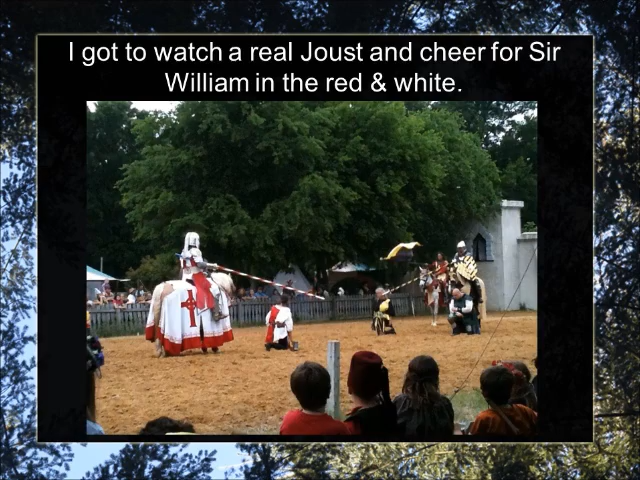 I got to watch a real Joust and cheer for Sir
William in the red & white.